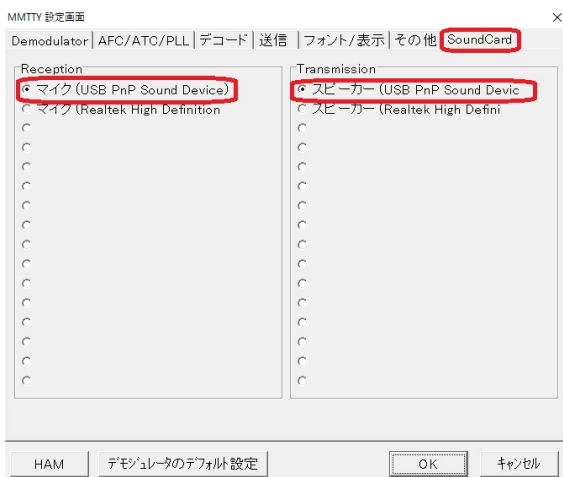 MMTTY 設定画面
Demodulator AFC/ATC/PLL デコード 送信 フォント/表示 その他 SoundCard
Reception
マイク (USB PnP Sound Device)
マイク (Realtek High Definition
Transmission
スピーカー (USB PnP Sound Devic
スピーカー (Realtek High Defini
HAM デモジュレータのデフォルト設定 OK キャンセル